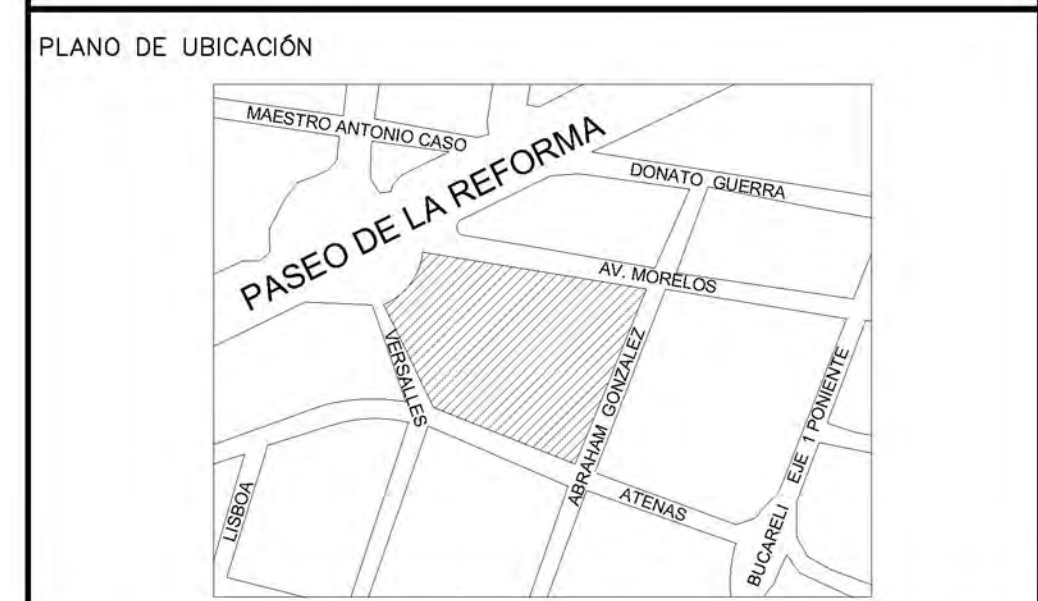 PLANO DE UBICACIÓN
MAESTRO ANTONIO CASO
PASEO DE LA REFORMA
DONATO GUERRA
AV. MORELOS
VERSALLES
ABRAHAM GONZALEZ
EJE 1 PONIENTE
LISBOA
ATENAS
BUCARELI